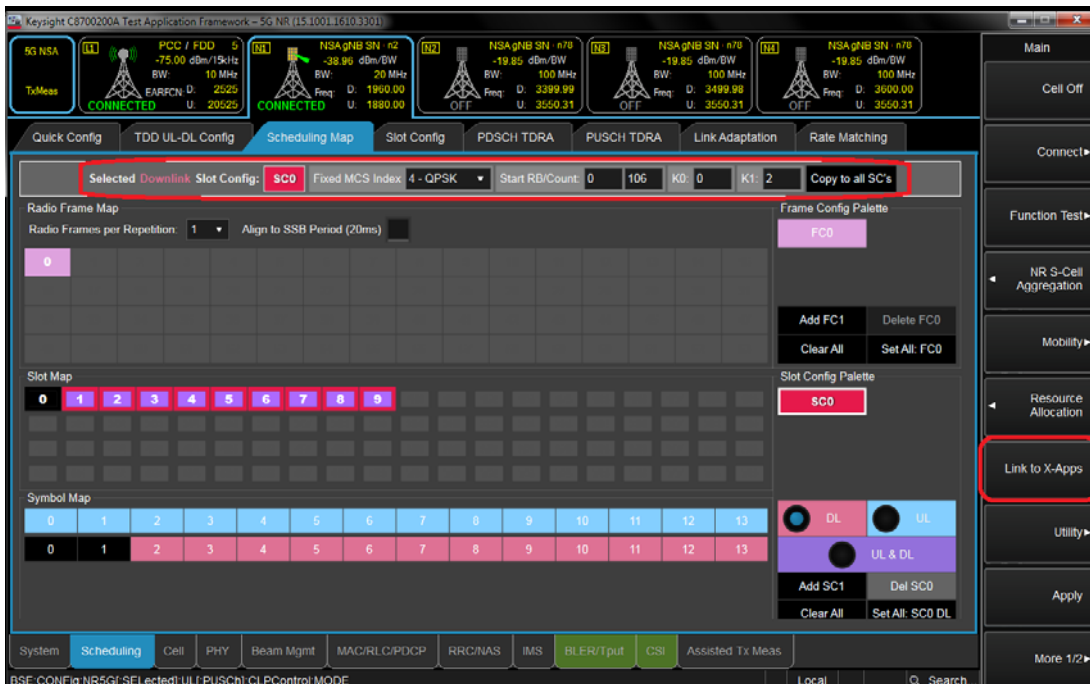 Keysight C8700200A Test Application Framework – 5G NR (15.1001.1610.3301)
5G NSA
TxMeas
L1 PCC / FDD 5
-75.00 dBm/15kHz
BW: 10 MHz
EARFCN D: 2525
U: 20525
CONNECTED
N1 NSA gNB SN - n2
-38.96 dBm/BW
BW: 20 MHz
Freq: D: 1960.00
U: 1880.00
CONNECTED
N2 NSA gNB SN - n78
-19.85 dBm/BW
BW: 100 MHz
Freq: D: 3399.99
U: 3550.31
OFF
N3 NSA gNB SN - n78
-19.85 dBm/BW
BW: 100 MHz
Freq: D: 3499.98
U: 3550.31
OFF
N4 NSA gNB SN - n78
-19.85 dBm/BW
BW: 100 MHz
Freq: D: 3600.00
U: 3550.31
OFF
Quick Config TDD UL-DL Config Scheduling Map Slot Config PDSCH TDRA PUSCH TDRA Link Adaptation Rate Matching
Selected Downlink Slot Config: SC0 Fixed MCS Index 4 - QPSK Start RB/Count: 0 106 K0: 0 K1: 2 Copy to all SC's
Radio Frame Map
Radio Frames per Repetition: 1 Align to SSB Period (20ms)
0
Frame Config Palette
FC0
Add FC1 Delete FC0
Clear All Set All: FC0
Slot Map
0 1 2 3 4 5 6 7 8 9
Slot Config Palette
SC0
Symbol Map
0 1 2 3 4 5 6 7 8 9 10 11 12 13
0 1 2 3 4 5 6 7 8 9 10 11 12 13
DL UL
UL & DL
Add SC1 Del SC0
Clear All Set All: SC0 DL
System Scheduling Cell PHY Beam Mgmt MAC/RLC/PDCP RRC/NAS IMS BLER/Tput CSI Assisted Tx Meas
BSE:CONFig:NR5G[:SELected]:UL[:PUSCh]:CLPControl:MODE
Local Search
Main
Cell Off
Connect
Function Test
NR S-Cell
Aggregation
Mobility
Resource
Allocation
Link to X-Apps
Utility
Apply
More 1/2